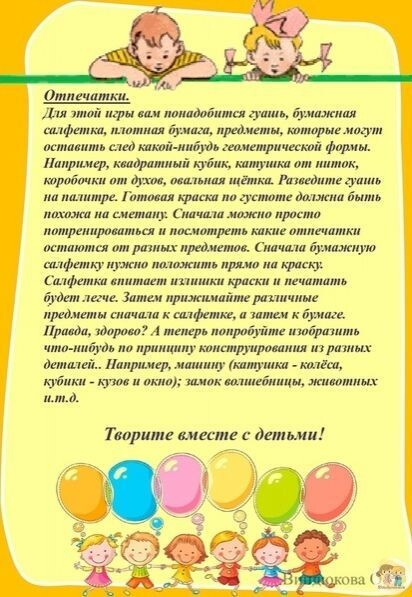 Отпечатки.
Для этой игры вам понадобится гуашь, бумажная
салфетка, плотная бумага, предметы, которые могут
оставить след какой-нибудь геометрической формы.
Например, квадратный кубик, катушка от ниток,
коробочки от духов, овальная щётка. Разведите гуашь
на палитре. Готовая краска по густоте должна быть
похожа на сметану. Сначала можно просто
потренироваться и посмотреть какие отпечатки
остаются от разных предметов. Сначала бумажную
салфетку нужно положить прямо на краску.
Салфетка впитает излишки краски и печатать
будет легче. Затем прижимайте различные
предметы сначала к салфетке, а затем к бумаге.
Правда, здорово? А теперь попробуйте изобразить
что-нибудь по принципу конструирования из разных
деталей.. Например, машину (катушка - колёса,
кубики - кузов и окно); замок волшебницы, животных
и.т.д.
Творите вместе с детьми!